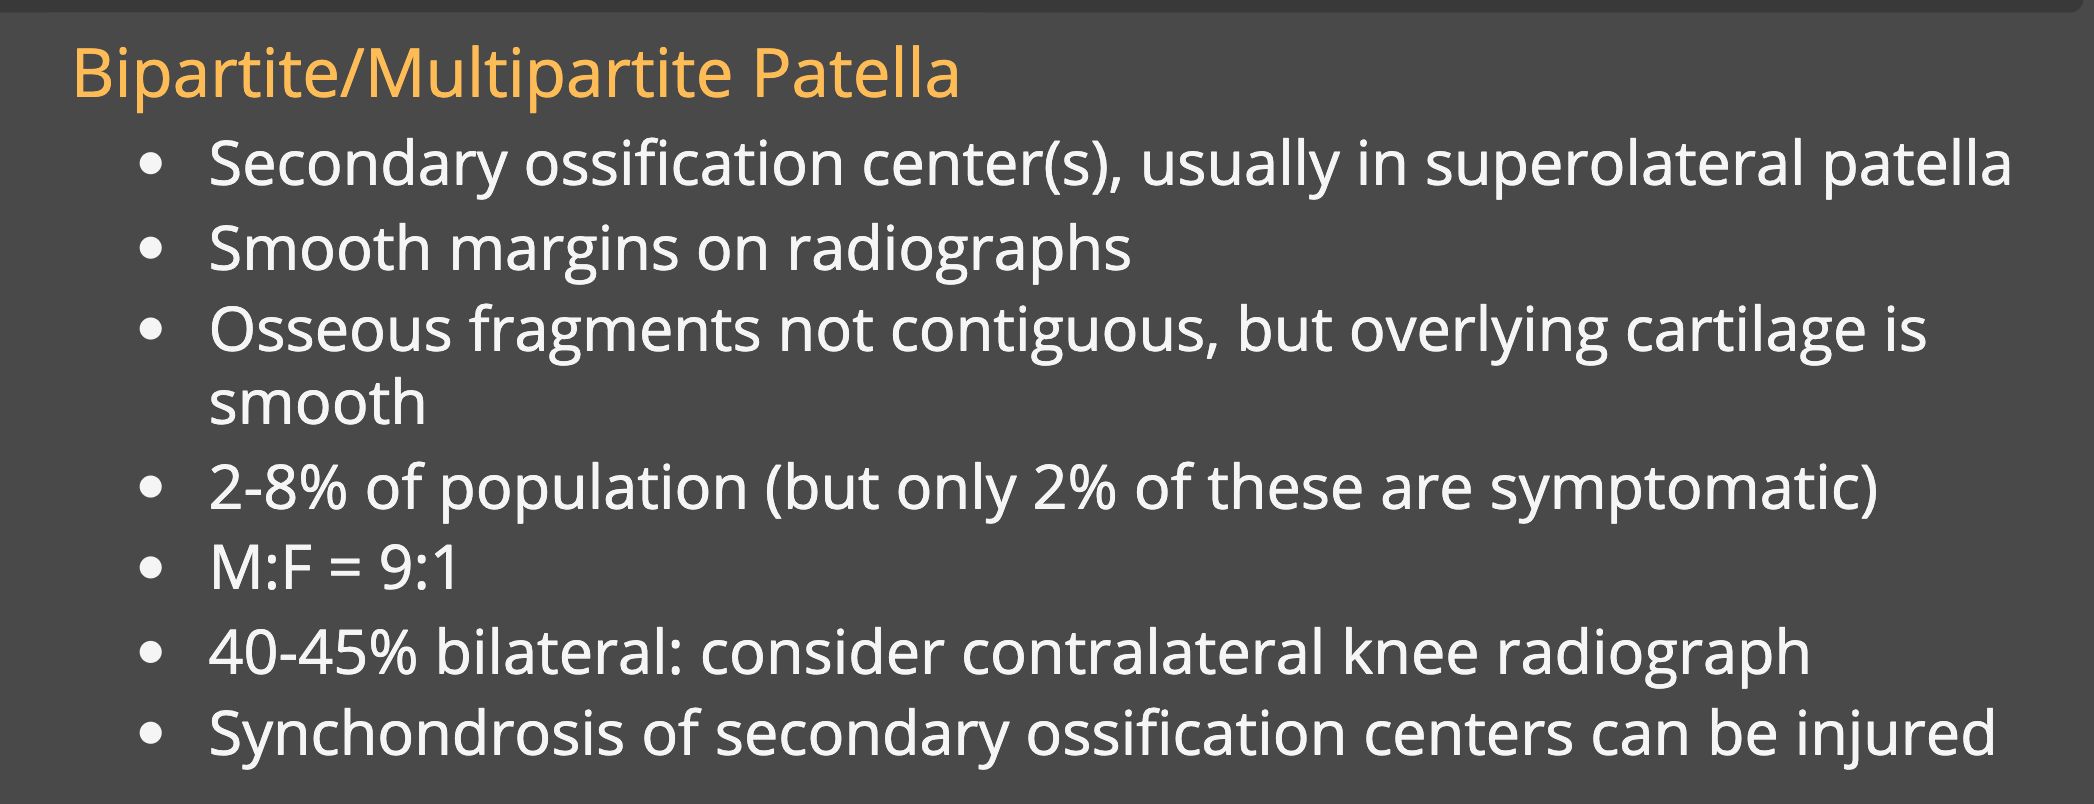 Bipartite/Multipartite Patella
• Secondary ossification center(s), usually in superolateral patella
• Smooth margins on radiographs
• Osseous fragments not contiguous, but overlying cartilage is
smooth
• 2-8% of population (but only 2% of these are symptomatic)
• M:F = 9:1
• 40-45% bilateral: consider contralateral knee radiograph
• Synchondrosis of secondary ossification centers can be injured